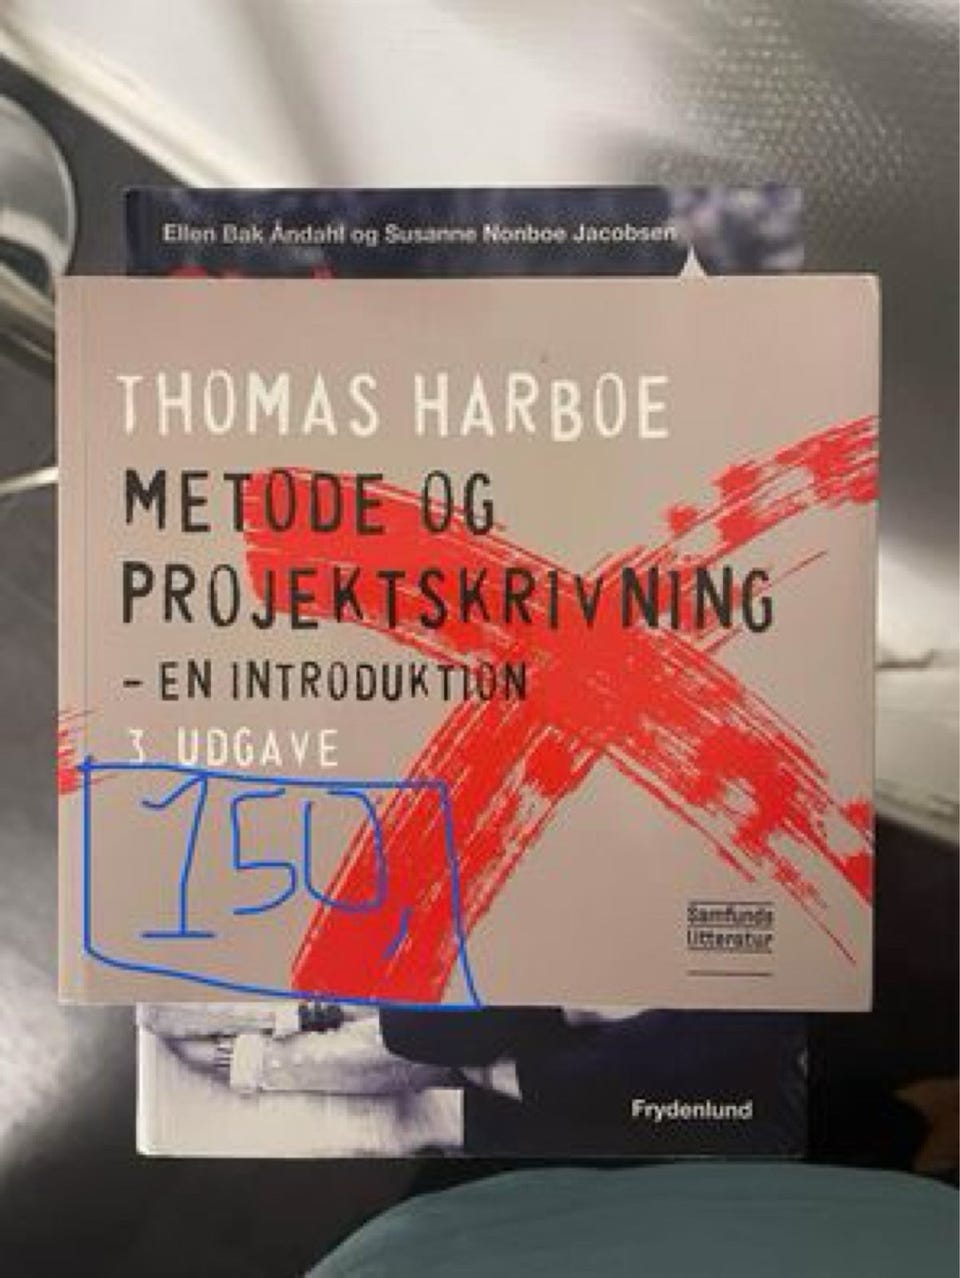 Ellen Bak Åndahl og Susanne Nonboe Jacobsen
THOMAS HARBOE
METODE OG
PROJEKTSKRIVNING
- EN INTRODUKTION
3. UDGAVE
150,
Samfunds
litteratur
Frydenlund